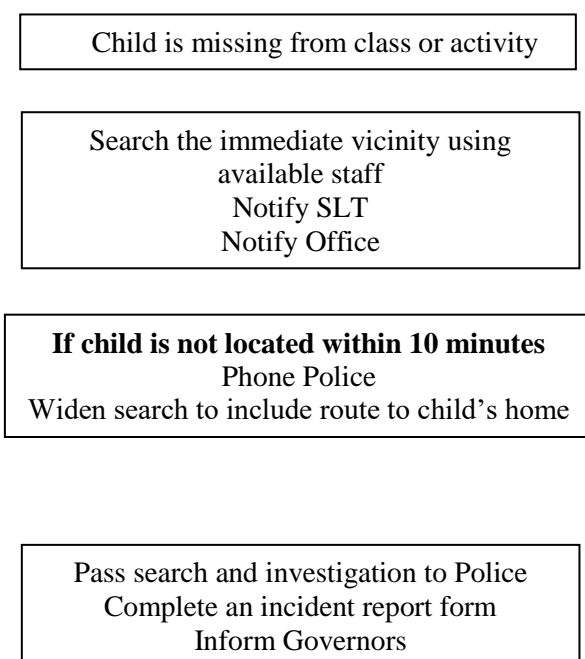 Child is missing from class or activity
Search the immediate vicinity using
available staff
Notify SLT
Notify Office
If child is not located within 10 minutes
Phone Police
Widen search to include route to child’s home
Pass search and investigation to Police
Complete an incident report form
Inform Governors